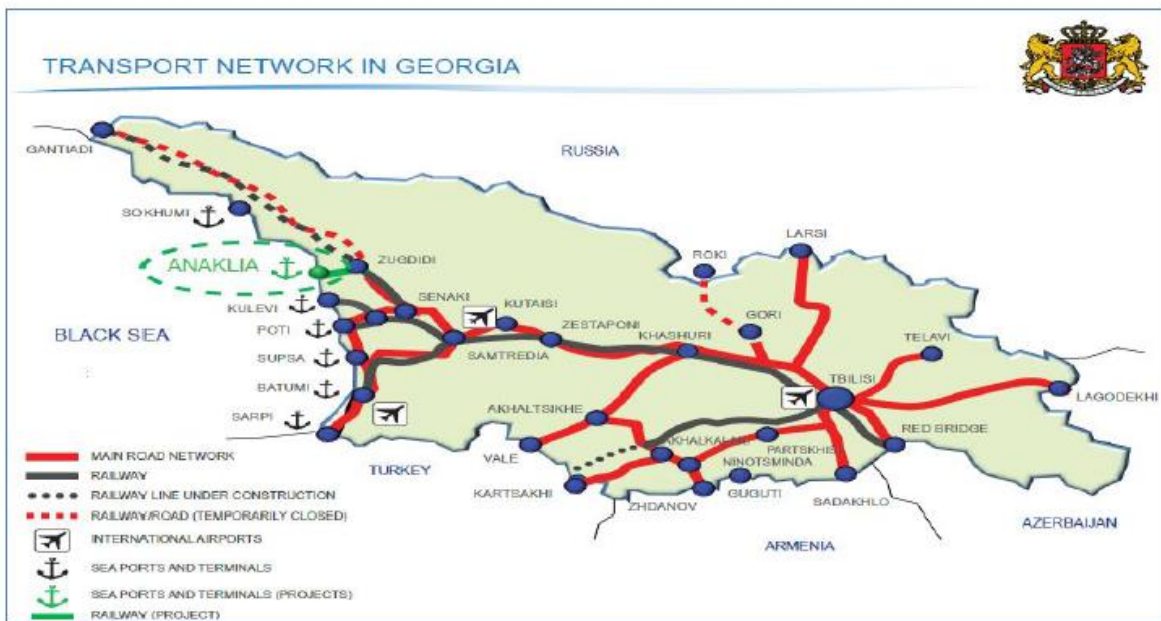 TRANSPORT NETWORK IN GEORGIA
GANTIADI
RUSSIA
SOKHUMI
LARSI
ROKI
ANAKLIA
ZUGDIDI
KULEVI
SENAKI
KUTAISI
GORI
BLACK SEA
POTI
ZESTAPONI
KHASHURI
TELAVI
SUPSA
SAMTREDIA
TBILISI
BATUMI
LAGODEKHI
SARPI
AKHALTSIKHE
RED BRIDGE
AKHALKALAKI
PARTSKHISI
MAIN ROAD NETWORK
TURKEY
VALE
NINOTSMINDA
RAILWAY
KARTSAKHI
ZHDANOV
GUGUTI
SADAKHLO
RAILWAY LINE UNDER CONSTRUCTION
RAILWAY/ROAD (TEMPORARILY CLOSED)
AZERBAIJAN
INTERNATIONAL AIRPORTS
ARMENIA
SEA PORTS AND TERMINALS
SEA PORTS AND TERMINALS (PROJECTS)
RAILWAY (PROJECT)